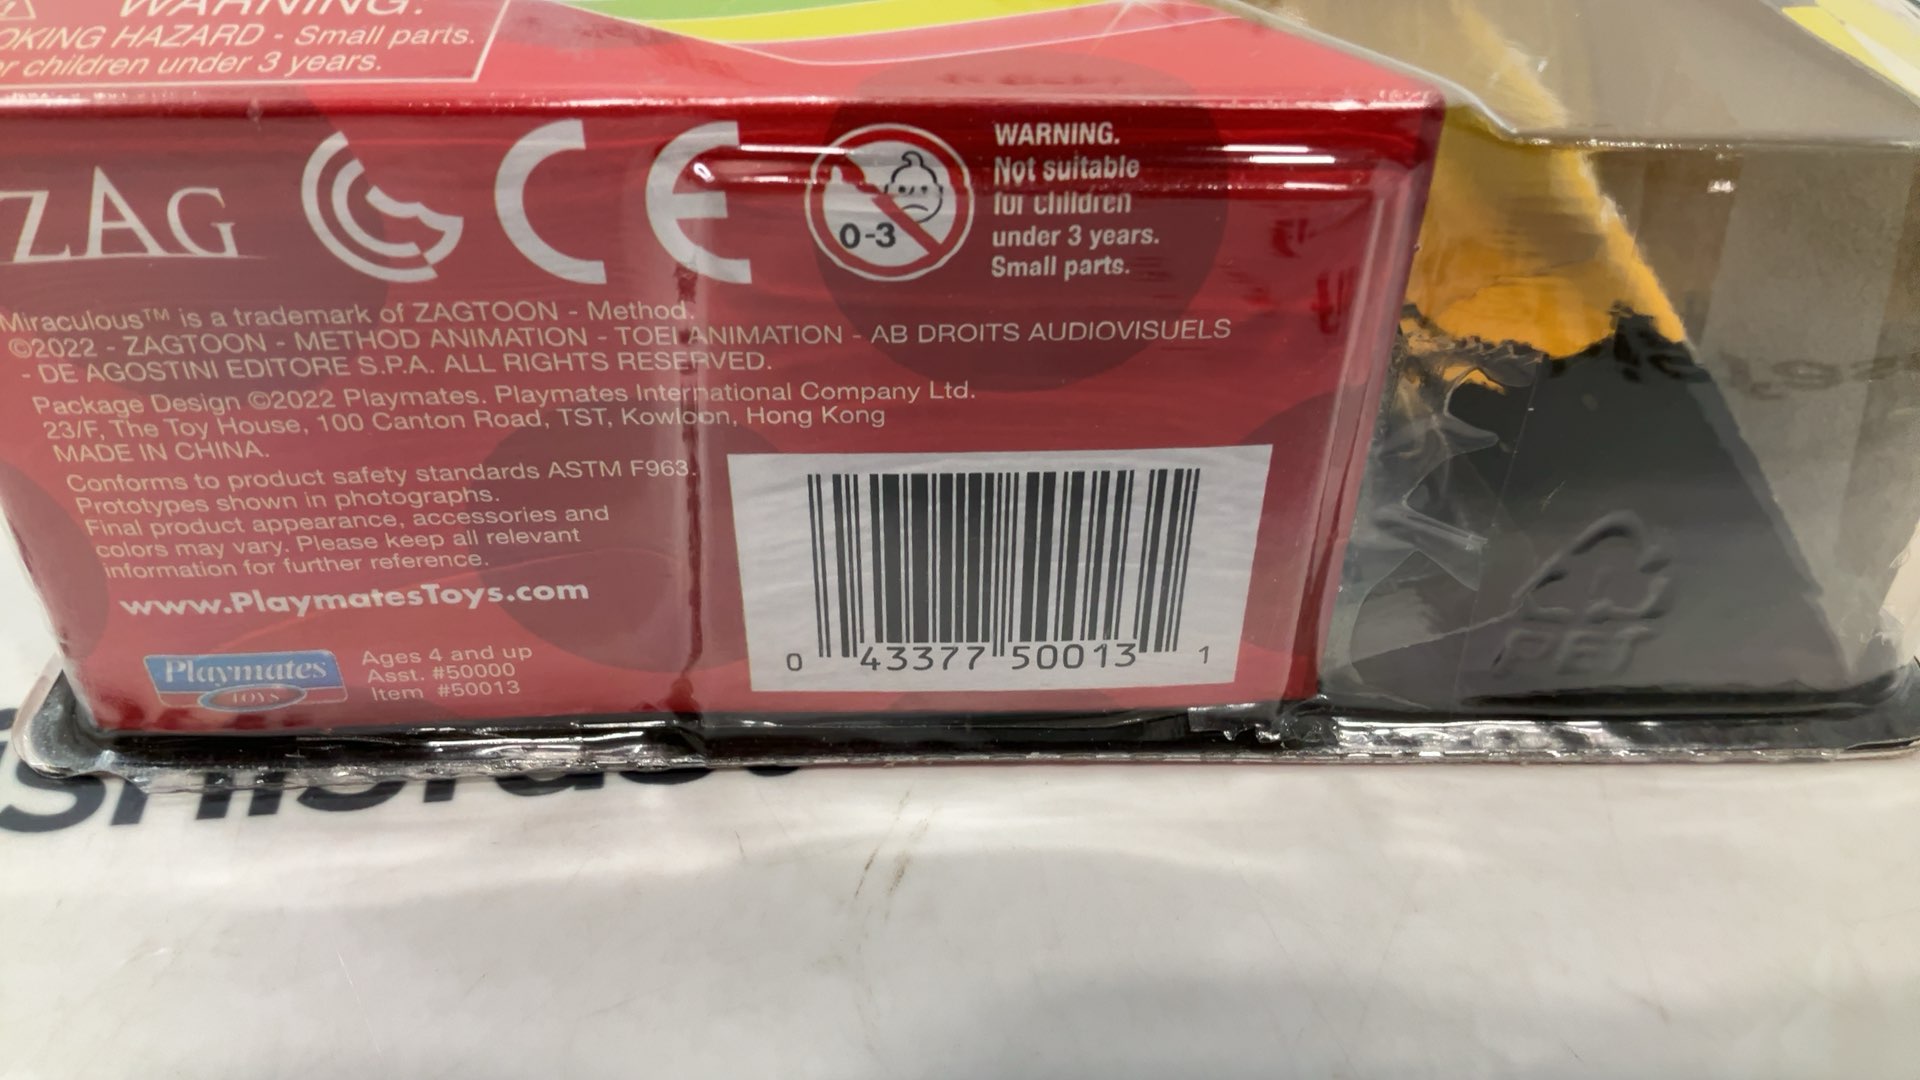 WARNING:
OKING HAZARD - Small parts.
r children under 3 years.
ZAG
CE
0-3
WARNING.
Not suitable
for children
under 3 years.
Small parts.
Miraculous™ is a trademark of ZAGTOON - Method.
©2022 - ZAGTOON - METHOD ANIMATION - TOEI ANIMATION - AB DROITS AUDIOVISUELS
- DE AGOSTINI EDITORE S.P.A. ALL RIGHTS RESERVED.
Package Design ©2022 Playmates. Playmates International Company Ltd.
23/F, The Toy House, 100 Canton Road, TST, Kowloon, Hong Kong
MADE IN CHINA.
Conforms to product safety standards ASTM F963.
Prototypes shown in photographs.
Final product appearance, accessories and
colors may vary. Please keep all relevant
information for further reference.
www.PlaymatesToys.com
Playmates
TOYS
Ages 4 and up
Asst. #50000
Item #50013
0 43377 50013 1
1
PET